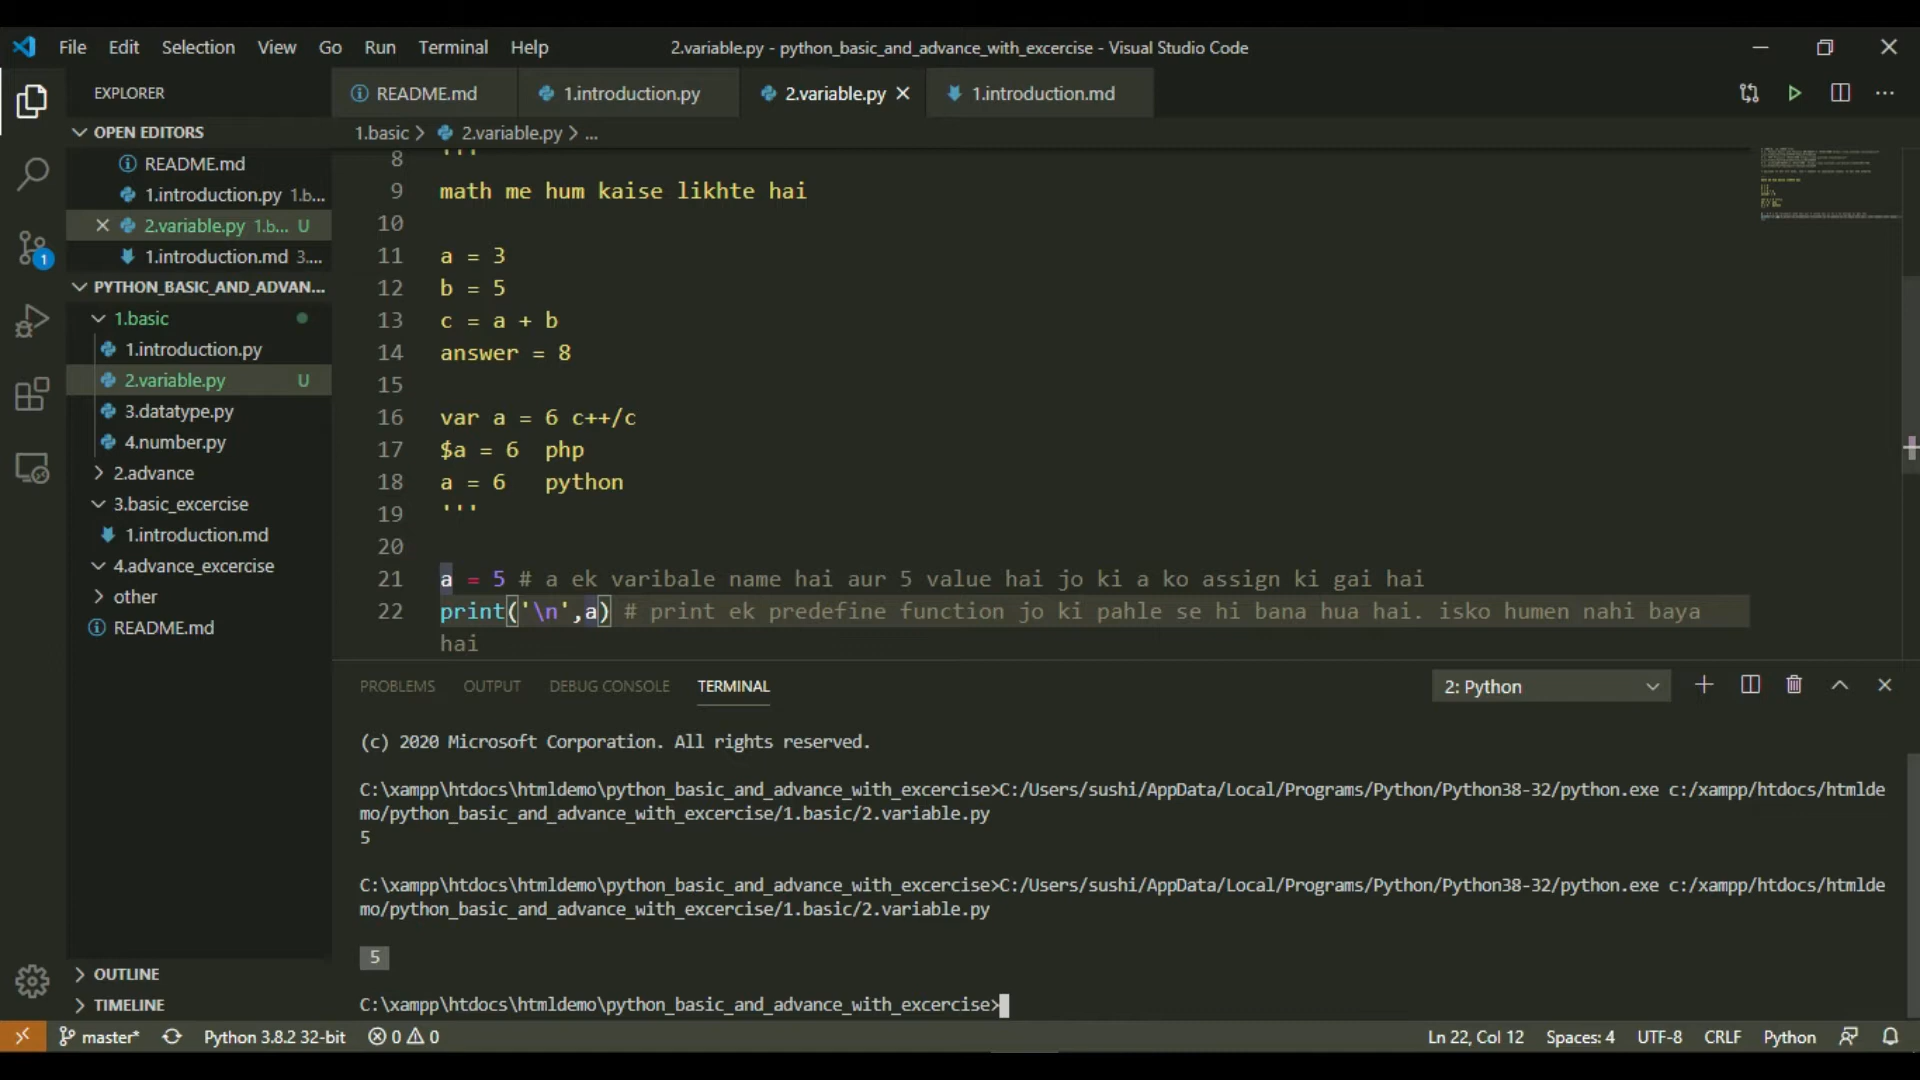 File Edit Selection View Go Run Terminal Help 2.variable.py - python_basic_and_advance_with_excercise - Visual Studio Code
EXPLORER
README.md 1.introduction.py 2.variable.py 1.introduction.md
OPEN EDITORS
README.md
1.introduction.py 1.b...
2.variable.py 1.b... U
1.introduction.md 3....
PYTHON_BASIC_AND_ADVAN...
1.basic
1.introduction.py
2.variable.py U
3.datatype.py
4.number.py
2.advance
3.basic_excercise
1.introduction.md
4.advance_excercise
other
README.md
OUTLINE
TIMELINE
1
1.basic > 2.variable.py > ...
8 '''
9 math me hum kaise likhte hai
10
11 a = 3
12 b = 5
13 c = a + b
14 answer = 8
15
16 var a = 6 c++/c
17 $a = 6  php
18 a = 6   python
19 '''
20
21 a = 5 # a ek varibale name hai aur 5 value hai jo ki a ko assign ki gai hai
22 print('\n',a) # print ek predefine function jo ki pahle se hi bana hua hai. isko humen nahi baya
hai
PROBLEMS OUTPUT DEBUG CONSOLE TERMINAL 2: Python
(c) 2020 Microsoft Corporation. All rights reserved.
C:\xampp\htdocs\htmldemo\python_basic_and_advance_with_excercise>C:/Users/sushi/AppData/Local/Programs/Python/Python38-32/python.exe c:/xampp/htdocs/htmlde
mo/python_basic_and_advance_with_excercise/1.basic/2.variable.py
5
C:\xampp\htdocs\htmldemo\python_basic_and_advance_with_excercise>C:/Users/sushi/AppData/Local/Programs/Python/Python38-32/python.exe c:/xampp/htdocs/htmlde
mo/python_basic_and_advance_with_excercise/1.basic/2.variable.py
5
C:\xampp\htdocs\htmldemo\python_basic_and_advance_with_excercise>
master* Python 3.8.2 32-bit 0 0 Ln 22, Col 12 Spaces: 4 UTF-8 CRLF Python